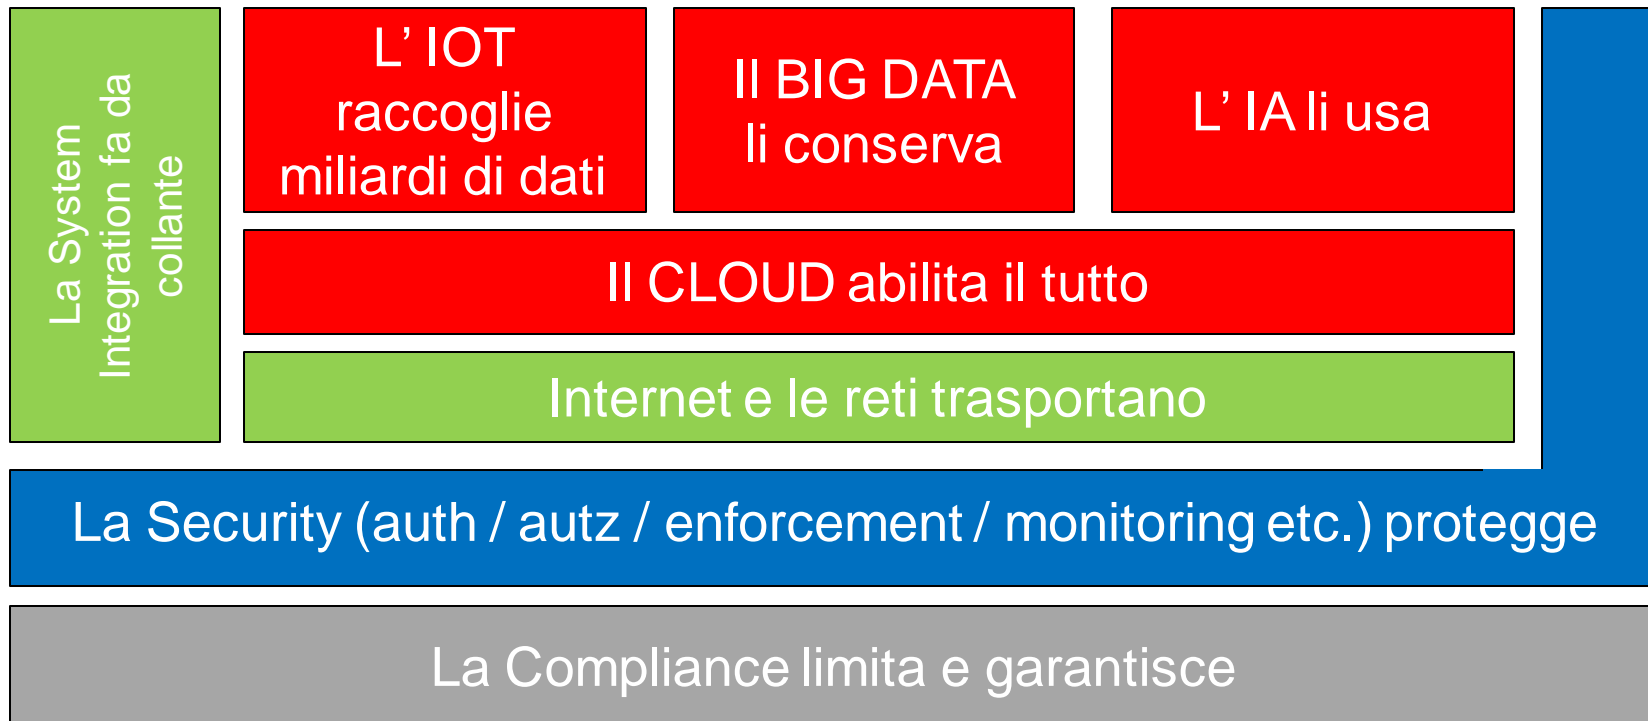 La System
Integration fa da
collante
L’ IOT
raccoglie
miliardi di dati
Il BIG DATA
li conserva
L’ IA li usa
Il CLOUD abilita il tutto
Internet e le reti trasportano
La Security (auth / autz / enforcement / monitoring etc.) protegge
La Compliance limita e garantisce